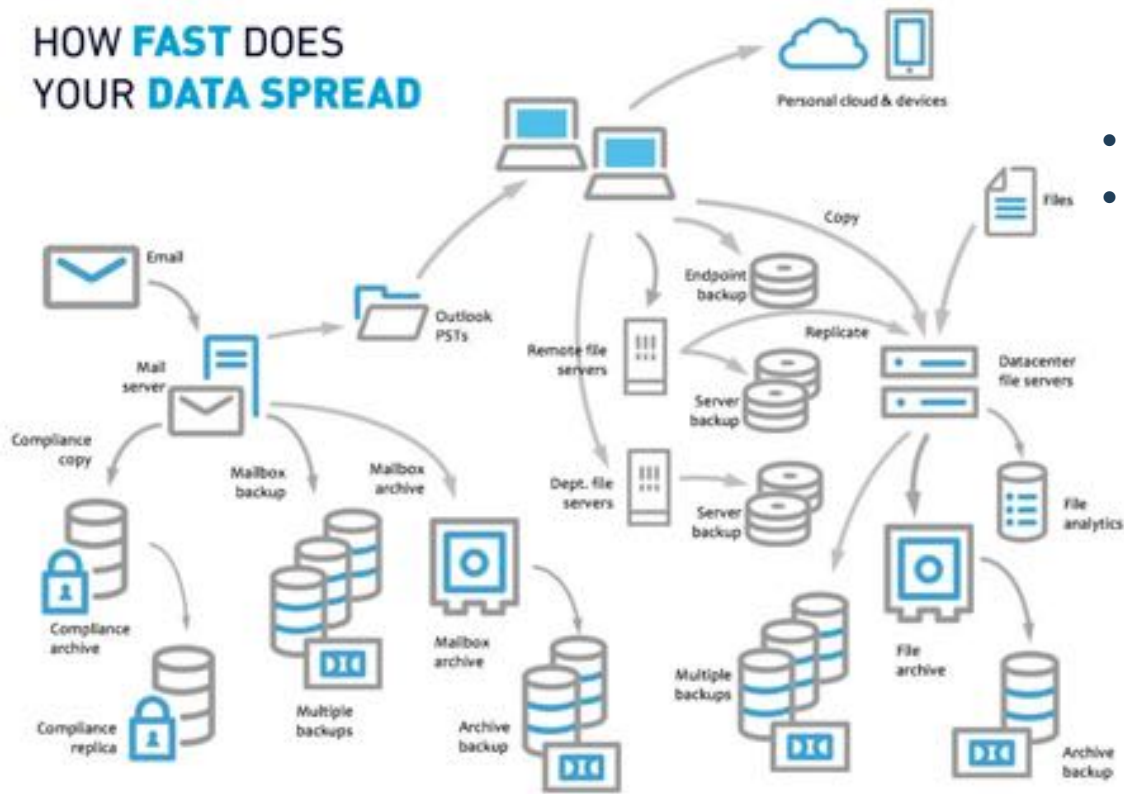 HOW FAST DOES
YOUR DATA SPREAD
Personal cloud & devices
Files
Copy
Email
Endpoint
backup
Outlook
PSTs
Replicate
Remote file
servers
Mail
server
Datacenter
file servers
Server
backup
Compliance
copy
Mailbox
backup
Mailbox
archive
Dept. file
servers
Server
backup
File
analytics
Compliance
archive
Mailbox
archive
File
archive
Multiple
backups
Multiple
backups
Compliance
replica
Archive
backup
Archive
backup